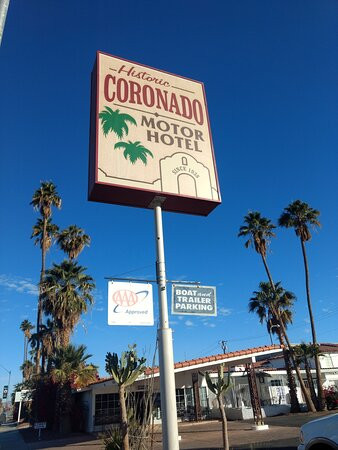 Historic
CORONADO
MOTOR
HOTEL
SINCE 1938
AAA
Approved
BOAT and
TRAILER
PARKING